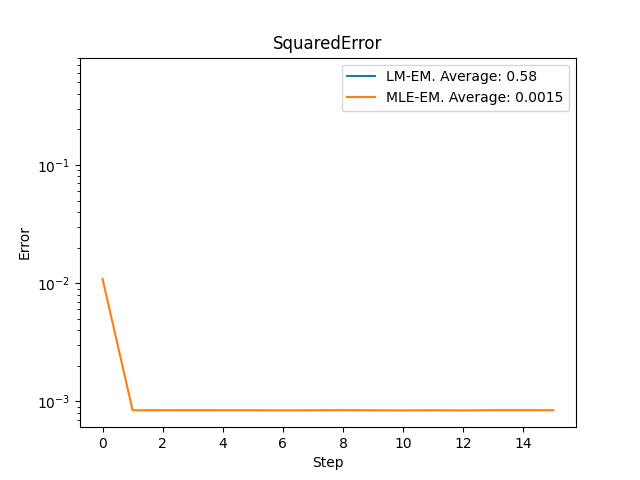 SquaredError
LM-EM. Average: 0.58
MLE-EM. Average: 0.0015
10⁻¹
10⁻²
10⁻³
Error
0 2 4 6 8 10 12 14
Step